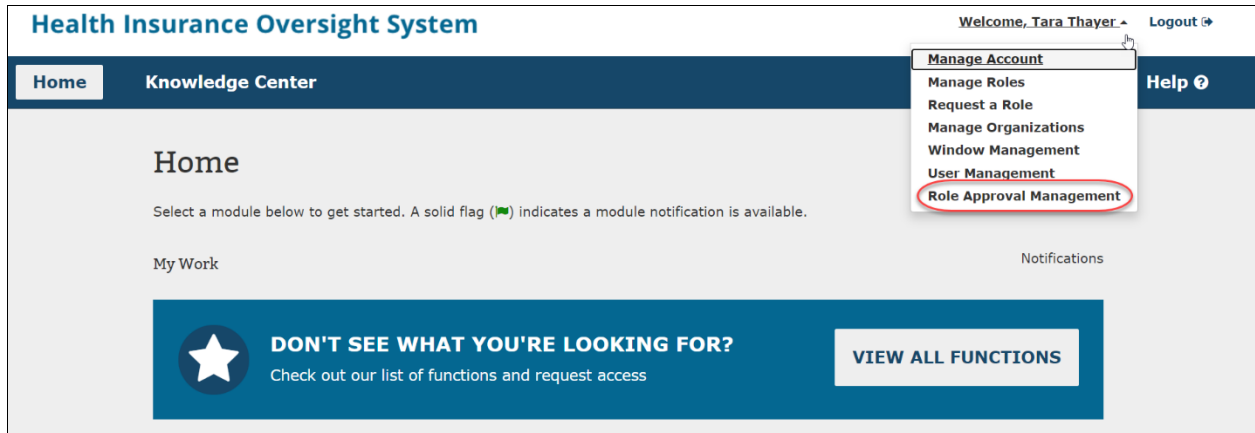 Health Insurance Oversight System
Welcome, Tara Thayer
Logout
Manage Account
Manage Roles
Request a Role
Manage Organizations
Window Management
User Management
Role Approval Management
Home
Knowledge Center
Help
Home
Select a module below to get started. A solid flag () indicates a module notification is available.
My Work
Notifications
DON'T SEE WHAT YOU'RE LOOKING FOR?
Check out our list of functions and request access
VIEW ALL FUNCTIONS